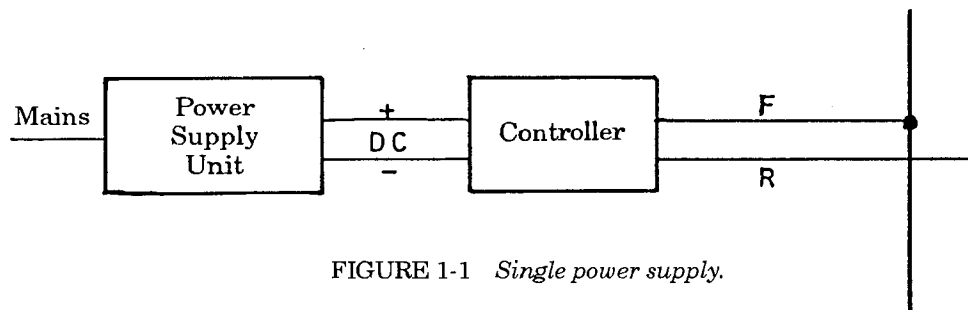 Mains
Power
Supply
Unit
+
DC
-
Controller
F
R
FIGURE 1-1 Single power supply.